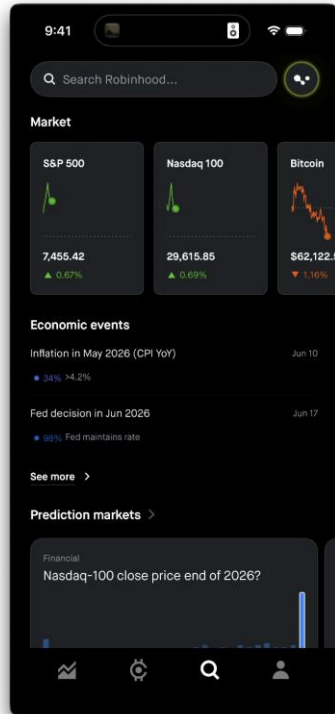 9:41
Search Robinhood...
Market
S&P 500
Nasdaq 100
Bitcoin
7,455.42
29,615.85
$62,122.5
▲ 0.67%
▲ 0.69%
▼ 1.16%
Economic events
Inflation in May 2026 (CPI YoY) Jun 10
34% >4.2%
Fed decision in Jun 2026 Jun 17
98% Fed maintains rate
See more >
Prediction markets >
Financial
Nasdaq-100 close price end of 2026?